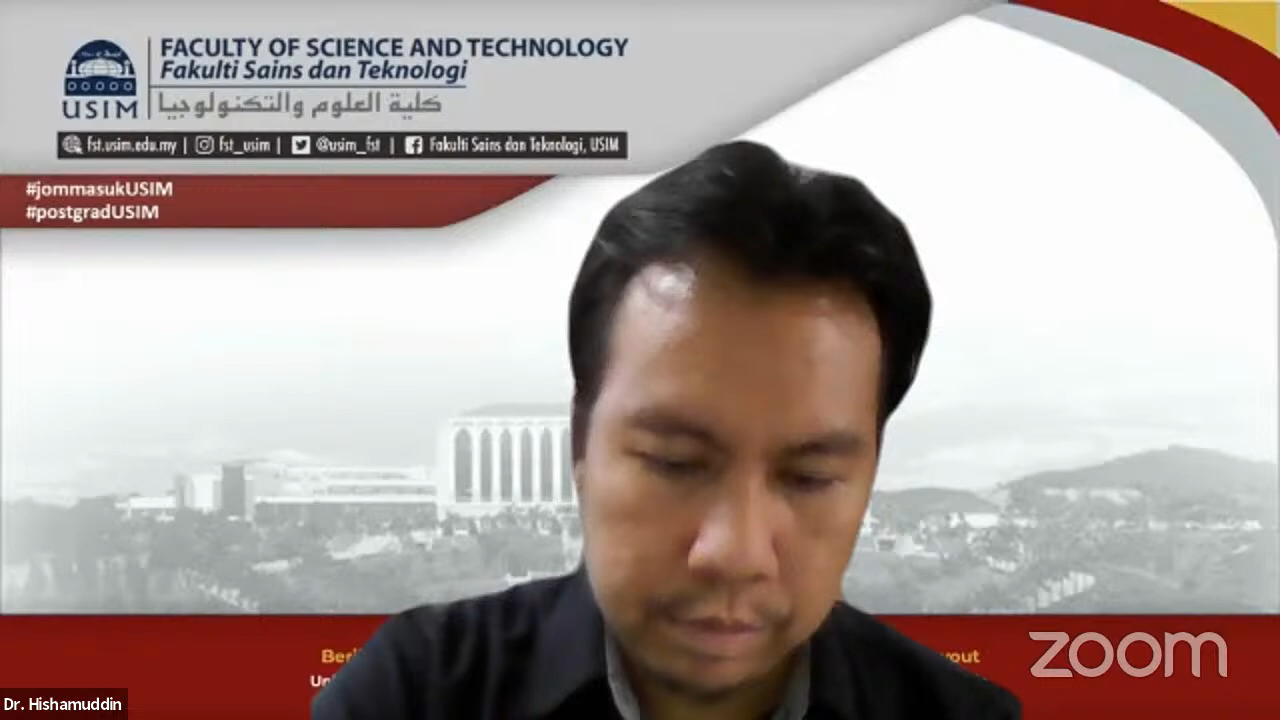 FACULTY OF SCIENCE AND TECHNOLOGY
Fakulti Sains dan Teknologi
كلية العلوم والتكنولوجيا
USIM
fst.usim.edu.my | fst_usim | @usim_fst | Fakulti Sains dan Teknologi, USIM
#jommasukUSIM
#postgradUSIM
zoom
Dr. Hishamuddin